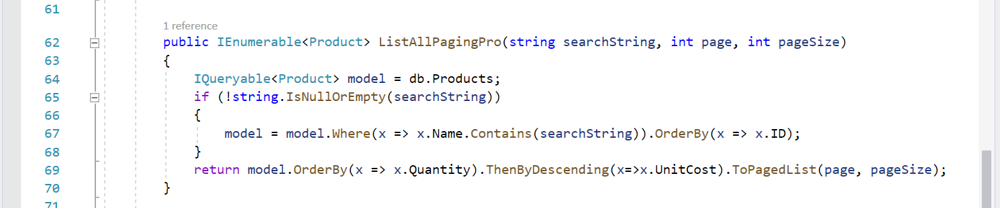 61
1 reference
62 public IEnumerable<Product> ListAllPagingPro(string searchString, int page, int pageSize)
63 {
64 IQueryable<Product> model = db.Products;
65 if (!string.IsNullOrEmpty(searchString))
66 {
67 model = model.Where(x => x.Name.Contains(searchString)).OrderBy(x => x.ID);
68 }
69 return model.OrderBy(x => x.Quantity).ThenByDescending(x=>x.UnitCost).ToPagedList(page, pageSize);
70 }
71